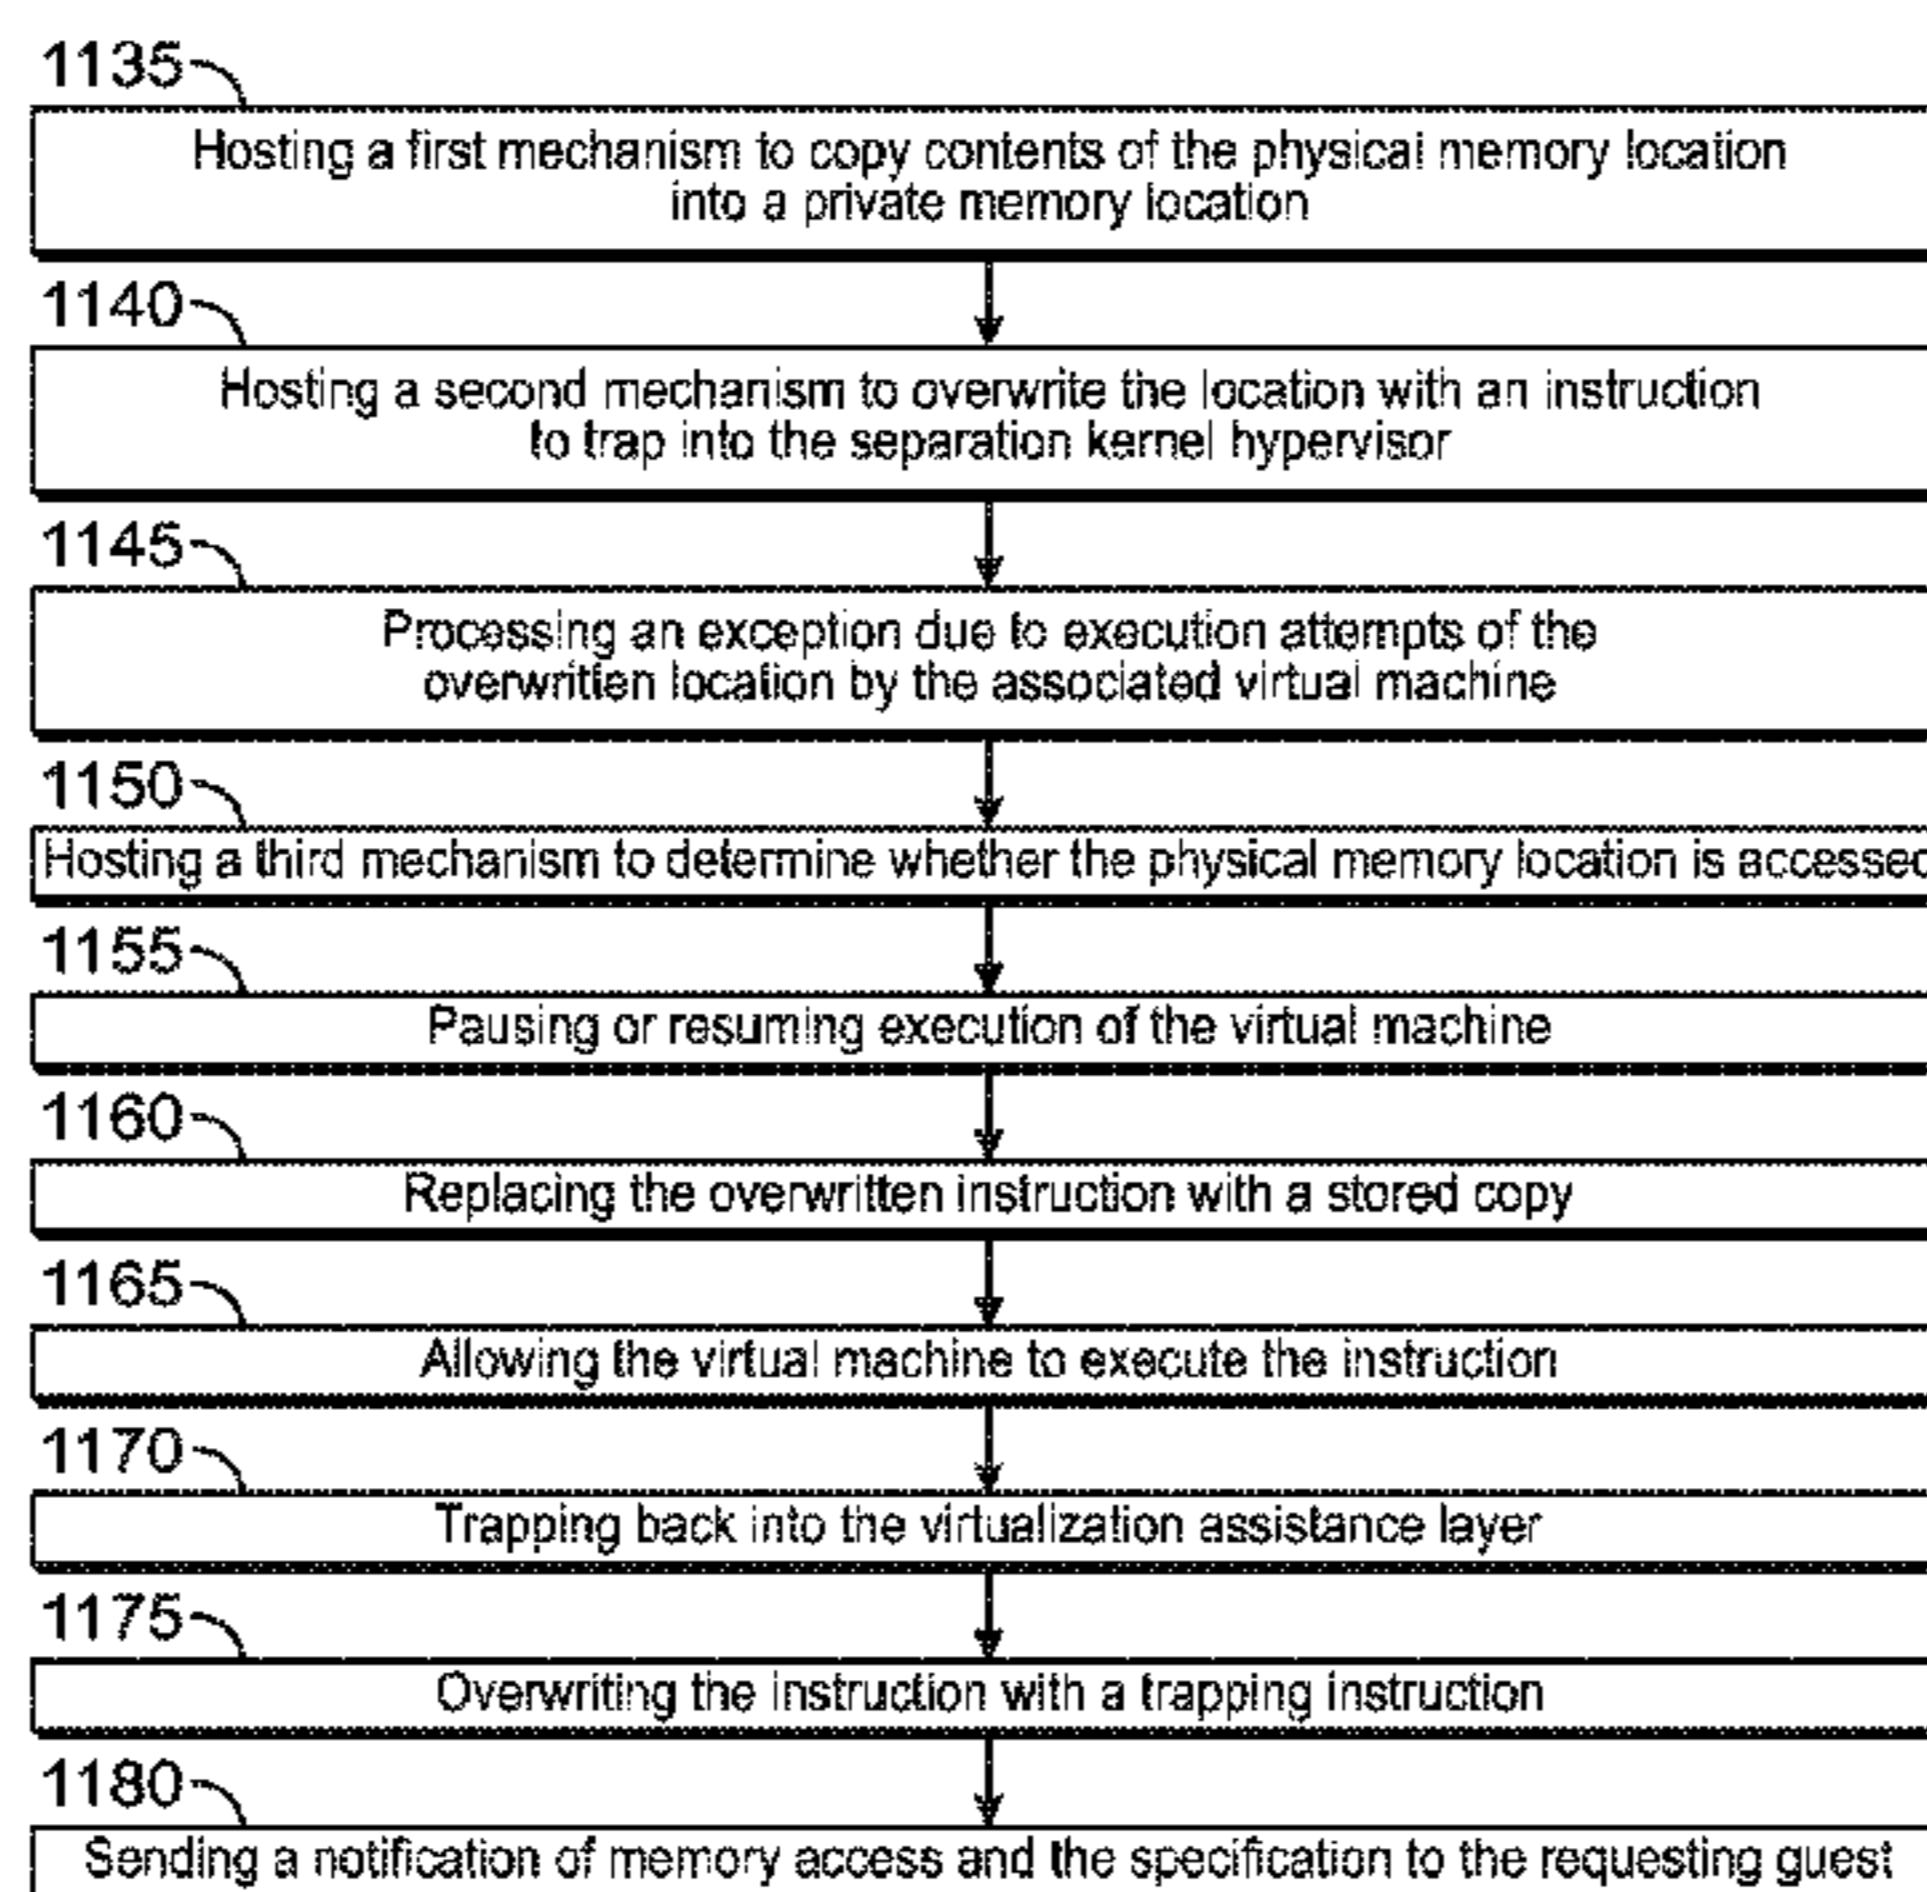 1135
Hosting a first mechanism to copy contents of the physical memory location
into a private memory location
1140
Hosting a second mechanism to overwrite the location with an instruction
to trap into the separation kernel hypervisor
1145
Processing an exception due to execution attempts of the
overwritten location by the associated virtual machine
1150
Hosting a third mechanism to determine whether the physical memory location is accessed
1155
Pausing or resuming execution of the virtual machine
1160
Replacing the overwritten instruction with a stored copy
1165
Allowing the virtual machine to execute the instruction
1170
Trapping back into the virtualization assistance layer
1175
Overwriting the instruction with a trapping instruction
1180
Sending a notification of memory access and the specification to the requesting guest